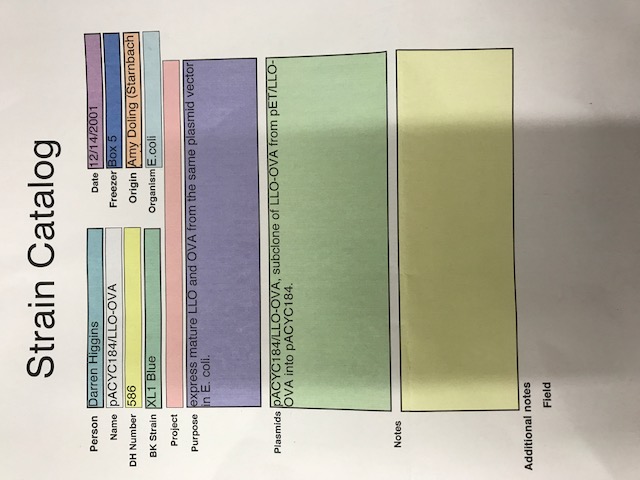 Strain Catalog
Person Darren Higgins Date 12/14/2001
Name pACYC184/LLO-OVA Freezer Box 5
DH Number 586 Origin Amy Doling (Starnbach
BK Strain XL1 Blue Organism E.coli
Project
Purpose express mature LLO and OVA from the same plasmid vector
in E. coli.
Plasmids pACYC184/LLO-OVA, subclone of LLO-OVA from pET/LLO-
OVA into pACYC184.
Notes
Additional notes
Field